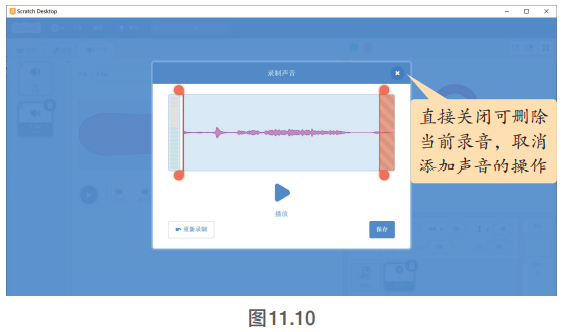 Scratch Desktop
录制声音
直接关闭可删除
当前录音，取消
添加声音的操作
播放
重新录制
保存
图11.10